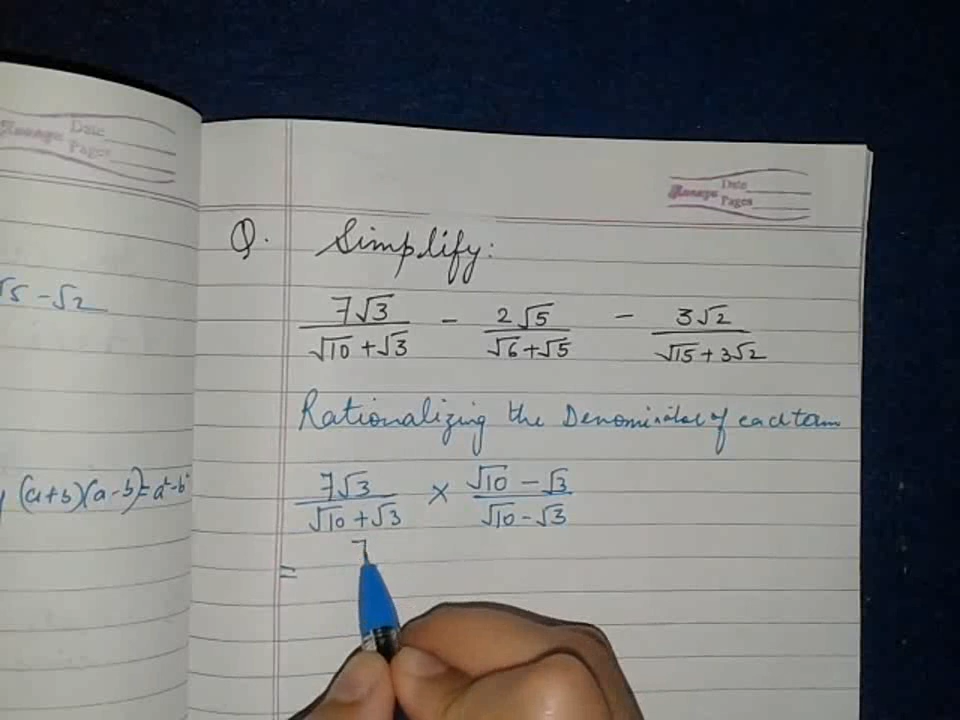 Date
Pages
√5 - √2
(a+b)(a-b)=a²-b²
Date
Pages
Q. Simplify:
7√3/(√10+√3) - 2√5/(√6+√5) - 3√2/(√15+3√2)
Rationalizing the Denominator of each term
7√3/(√10+√3) × (√10-√3)/(√10-√3)
= 7